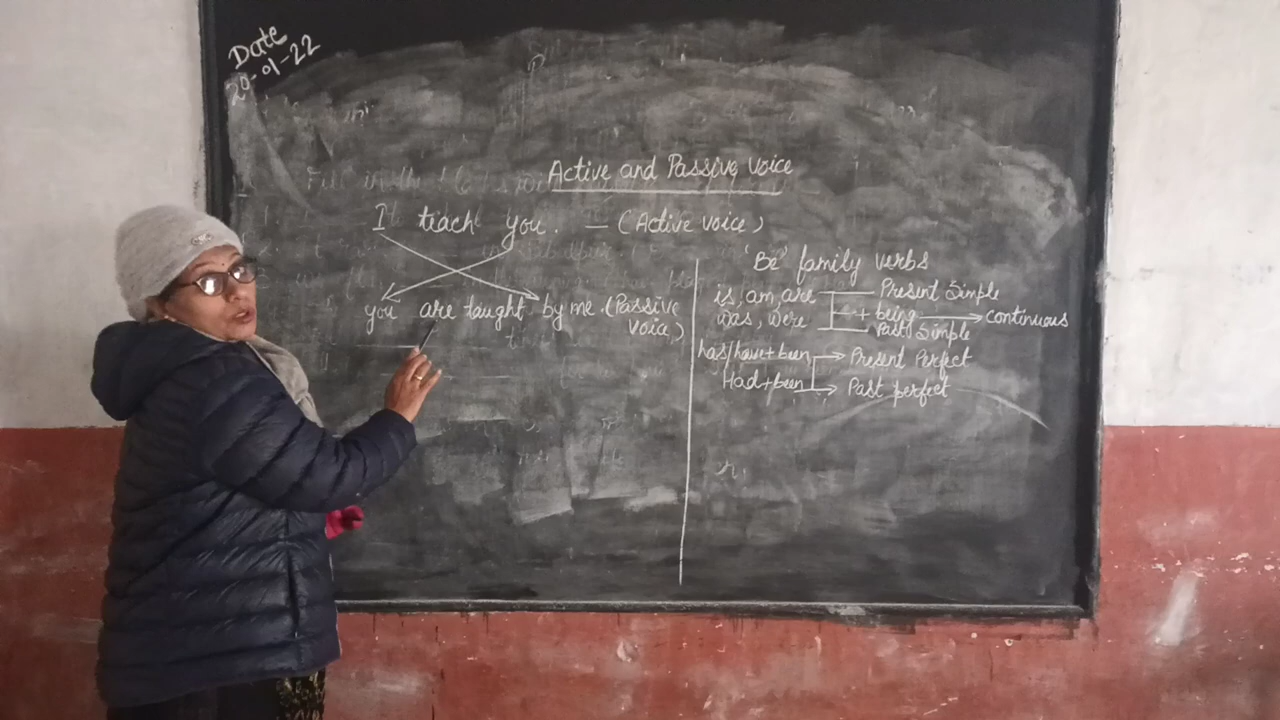 Date
20-01-22
Active and Passive Voice
I teach you. — (Active voice)
you are taught by me. (Passive
voice)
'Be' family verbs
is, am, are — Present Simple
+ being → continuous
was, were — Past Simple
has/have+been → Present Perfect
Had+been → Past perfect